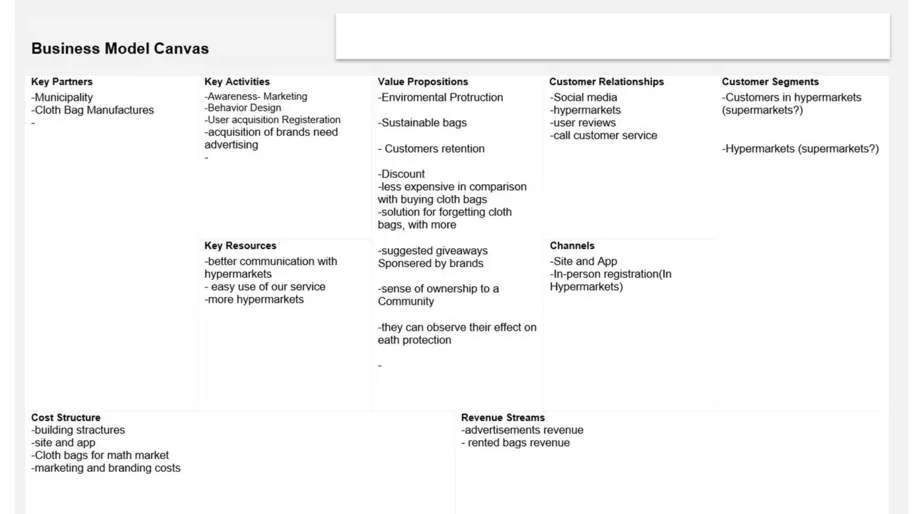 Business Model Canvas
Key Partners
-Municipality
-Cloth Bag Manufactures
-
Key Activities
-Awareness- Marketing
-Behavior Design
-User acquisition Registeration
-acquisition of brands need
advertising
-
Key Resources
-better communication with
hypermarkets
- easy use of our service
-more hypermarkets
Value Propositions
-Enviromental Protruction
-Sustainable bags
- Customers retention
-Discount
-less expensive in comparison
with buying cloth bags
-solution for forgetting cloth
bags, with more
-suggested giveaways
Sponsered by brands
-sense of ownership to a
Community
-they can observe their effect on
eath protection
-
Customer Relationships
-Social media
-hypermarkets
-user reviews
-call customer service
Channels
-Site and App
-In-person registration(In
Hypermarkets)
Customer Segments
-Customers in hypermarkets
(supermarkets?)
-Hypermarkets (supermarkets?)
Cost Structure
-building stractures
-site and app
-Cloth bags for math market
-marketing and branding costs
Revenue Streams
-advertisements revenue
- rented bags revenue